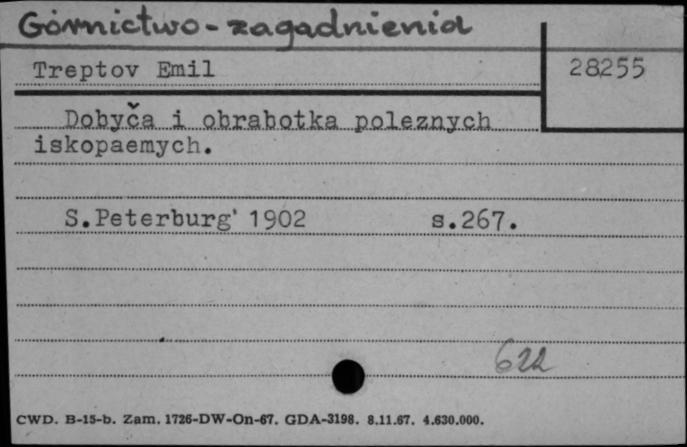 Górnictwo - zagadnienia
Treptov Emil 28255
Dobyča i obrabotka poleznych
iskopaemych.
S.Peterburg' 1902 s.267.
622
CWD. B-15-b. Zam. 1726-DW-On-67. GDA-3198. 8.11.67. 4.630.000.